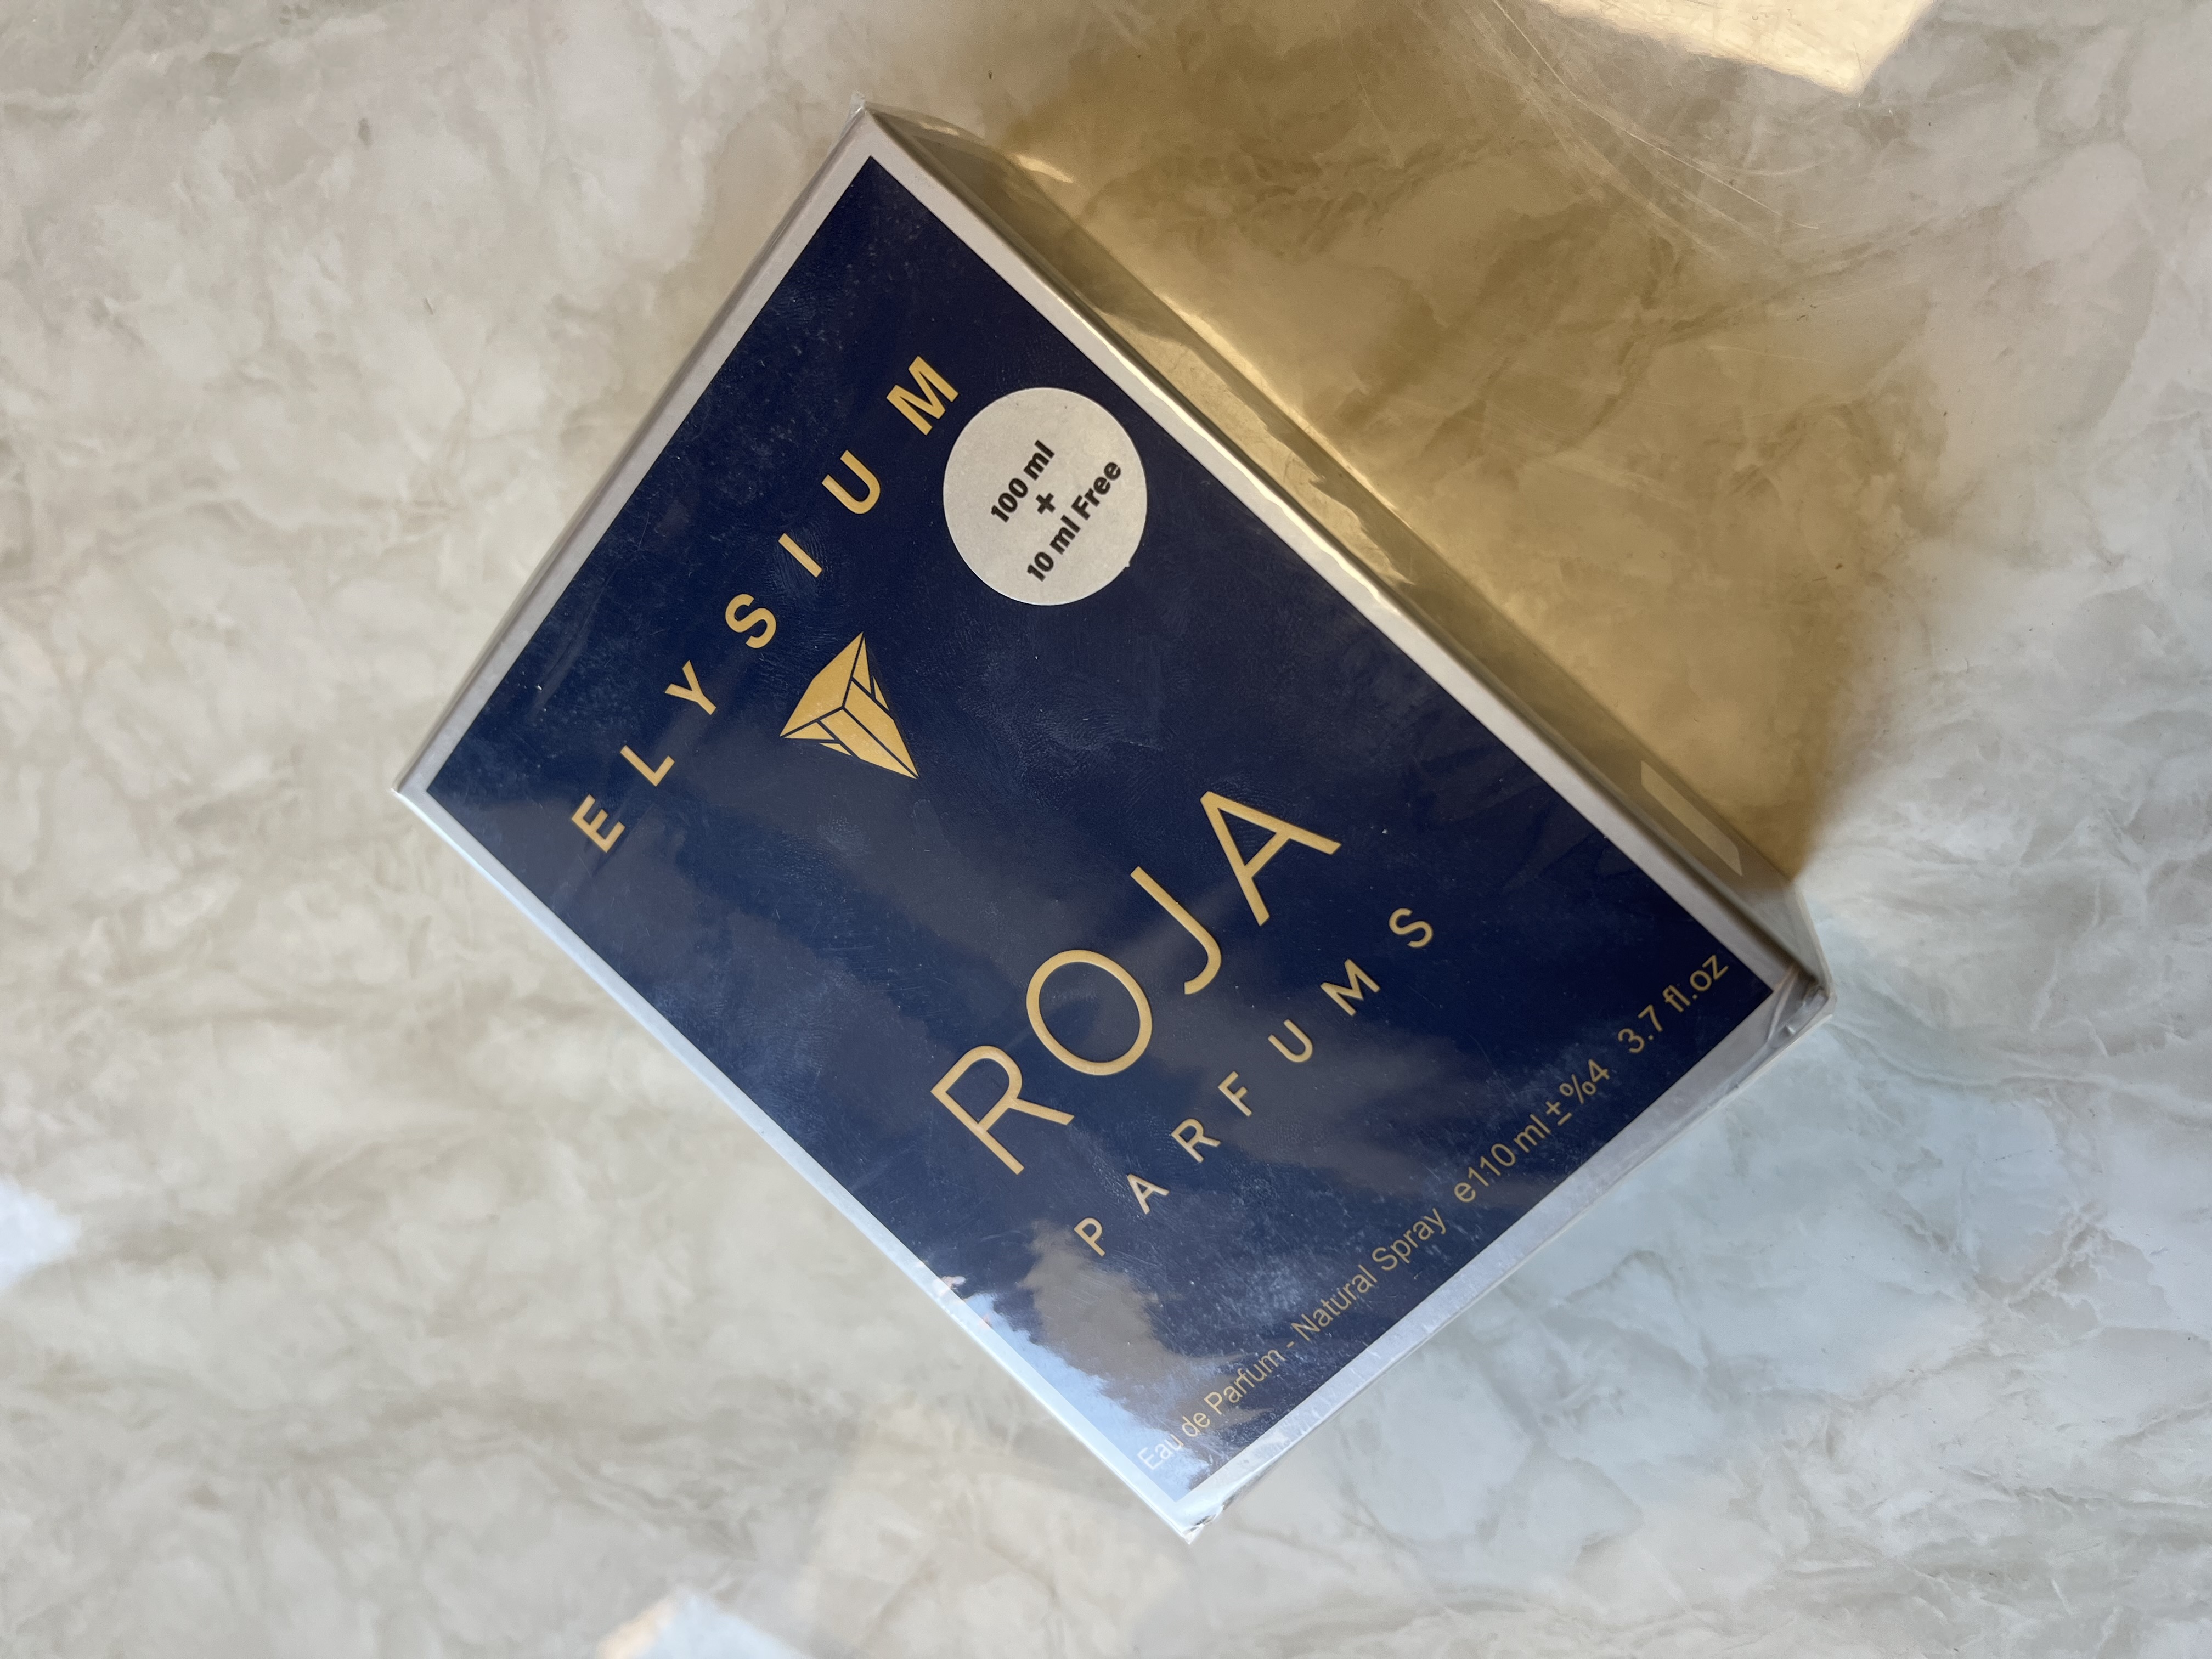 ELYSIUM
100 ml
+
10 ml Free
ROJA
PARFUMS
Eau de Parfum - Natural Spray e110 ml ± %4 3.7 fl.oz